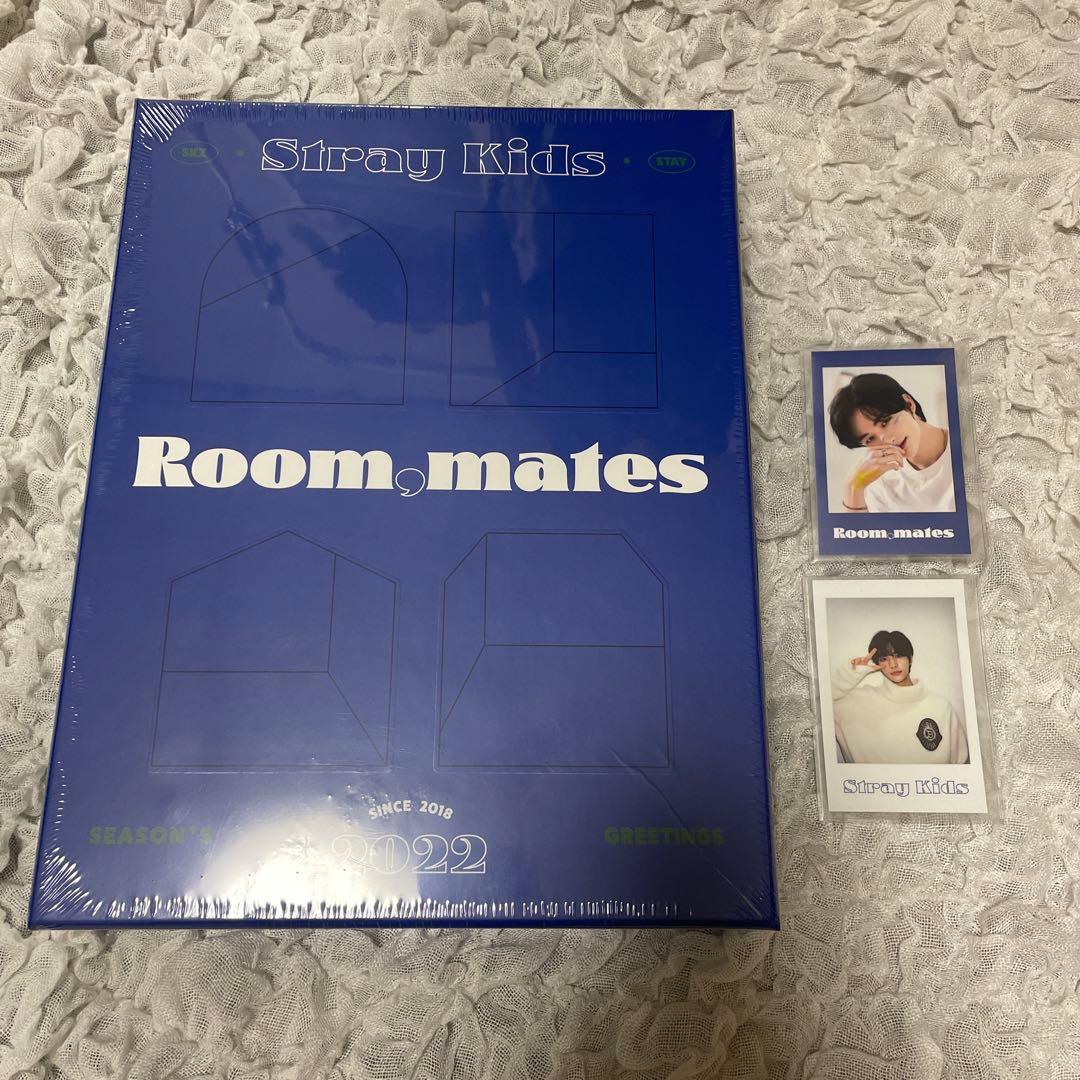 SKZ • Stray Kids • STAY
Room,mates
SINCE 2018
SEASON'S 2022 GREETINGS
Room,mates
Stray Kids